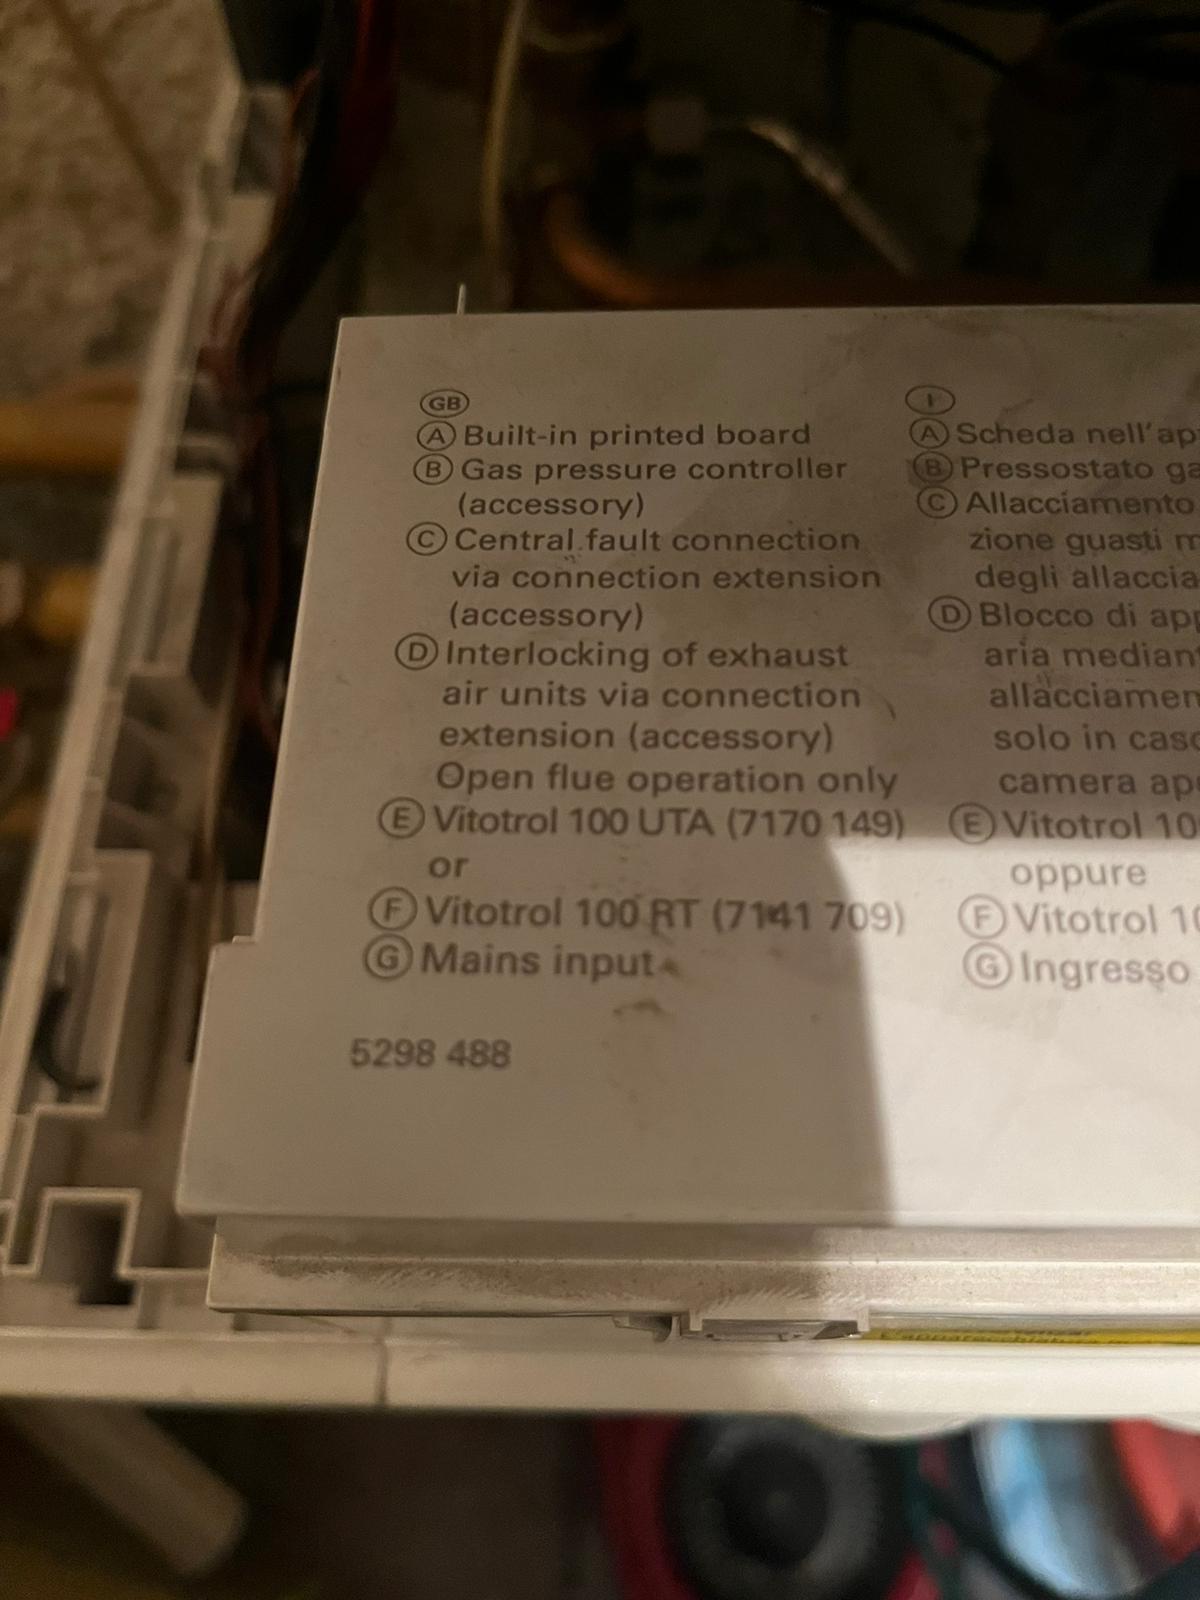 GB
A Built-in printed board
B Gas pressure controller
(accessory)
C Central fault connection
via connection extension
(accessory)
D Interlocking of exhaust
air units via connection
extension (accessory)
Open flue operation only
E Vitotrol 100 UTA (7170 149)
or
F Vitotrol 100 RT (7141 709)
G Mains input
5298 488
I
A Scheda nell'ap
B Pressostato ga
C Allacciamento
zione guasti m
degli allaccia
D Blocco di app
aria median
allacciamen
solo in caso
camera ap
E Vitotrol 10
oppure
F Vitotrol 10
G Ingresso